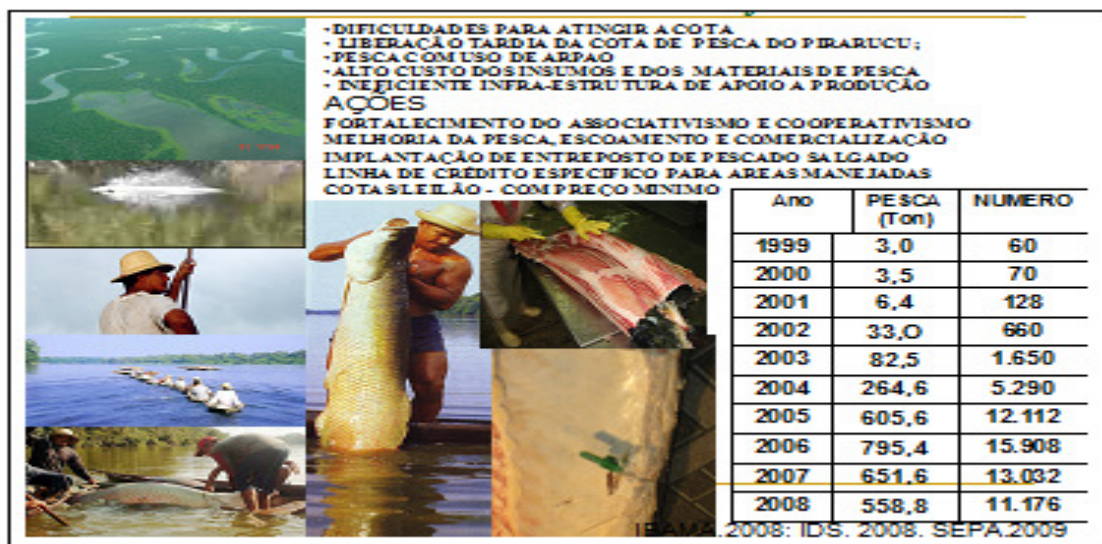 •DIFICULDADES PARA ATINGIR A COTA
• LIBERAÇÃO TARDIA DA COTA DE PESCA DO PIRARUCU;
•PESCA COM USO DE ARPÃO
•ALTO CUSTO DOS INSUMOS E DOS MATERIAIS DE PESCA
• INEFICIENTE INFRA-ESTRUTURA DE APOIO A PRODUÇÃO
AÇÕES
FORTALECIMENTO DO ASSOCIATIVISMO E COOPERATIVISMO
MELHORIA DA PESCA, ESCOAMENTO E COMERCIALIZAÇÃO
IMPLANTAÇÃO DE ENTREPOSTO DE PESCADO SALGADO
LINHA DE CRÉDITO ESPECIFICO PARA AREAS MANEJADAS
COTAS/LEILÃO - COM PREÇO MINIMO
Ano PESCA (Ton) NUMERO
1999 3,0 60
2000 3,5 70
2001 6,4 128
2002 33,0 660
2003 82,5 1.650
2004 264,6 5.290
2005 605,6 12.112
2006 795,4 15.908
2007 651,6 13.032
2008 558,8 11.176
IBAMA.2008: IDS. 2008. SEPA.2009